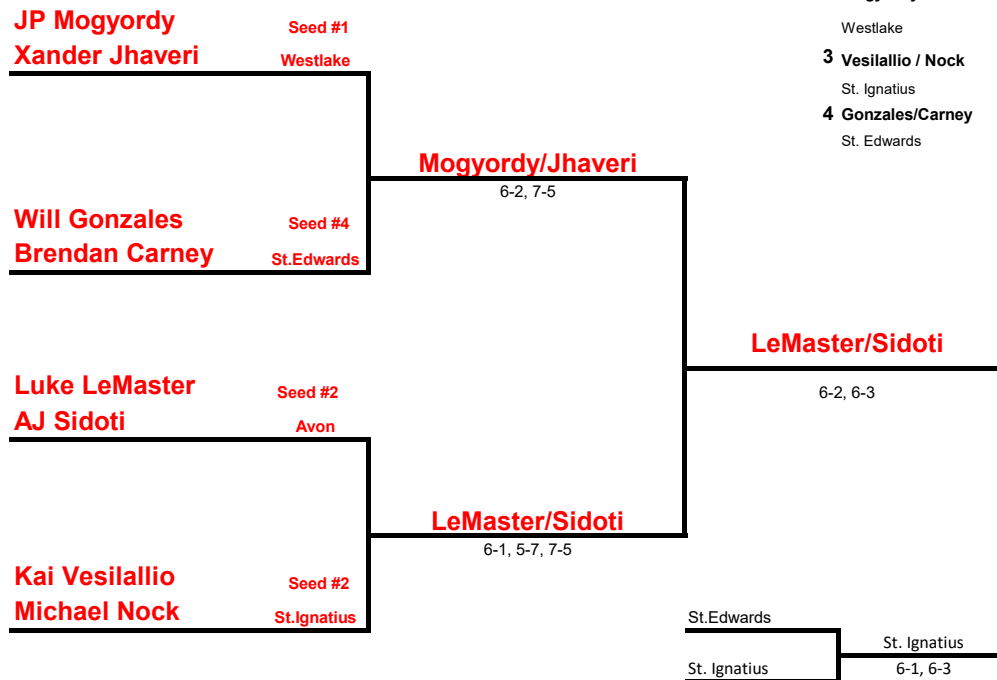 JP Mogyordy Seed #1
Xander Jhaveri Westlake
Westlake
3 Vesilallio / Nock
St. Ignatius
4 Gonzales/Carney
St. Edwards
Mogyordy/Jhaveri
6-2, 7-5
Will Gonzales Seed #4
Brendan Carney St.Edwards
LeMaster/Sidoti
6-2, 6-3
Luke LeMaster Seed #2
AJ Sidoti Avon
LeMaster/Sidoti
6-1, 5-7, 7-5
Kai Vesilallio Seed #2
Michael Nock St.Ignatius
St.Edwards
St. Ignatius
6-1, 6-3
St. Ignatius